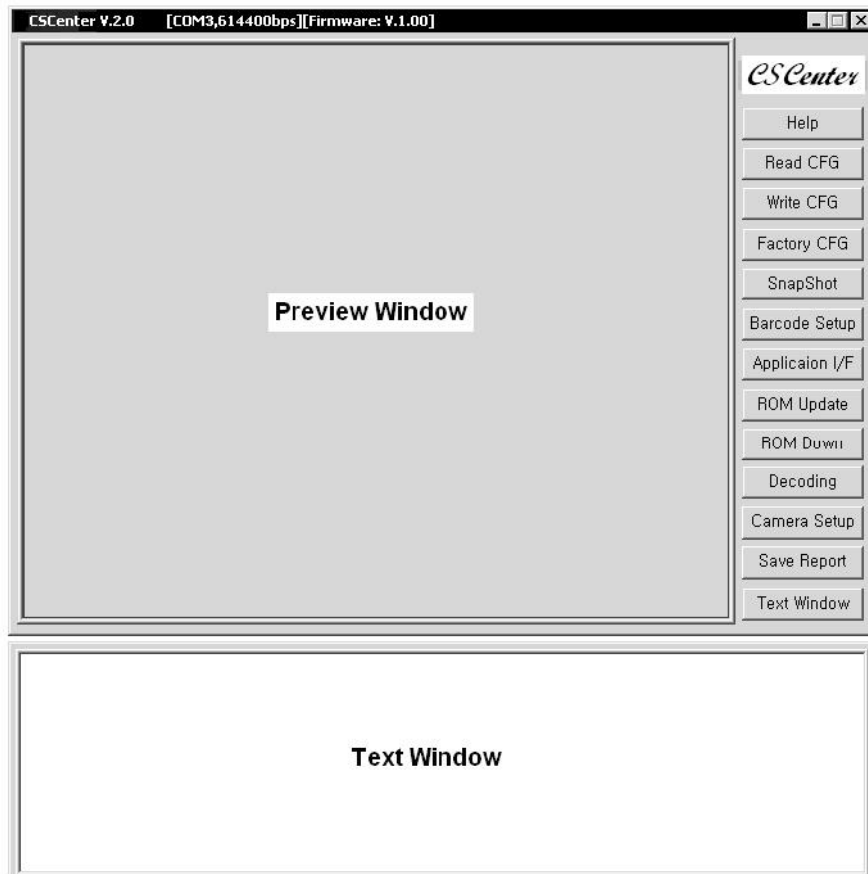 CSCenter V.2.0 [COM3,614400bps][Firmware: V.1.00]
CSCenter
Help
Read CFG
Write CFG
Factory CFG
SnapShot
Barcode Setup
Applicaion I/F
ROM Update
ROM Down
Decoding
Camera Setup
Save Report
Text Window
Preview Window
Text Window